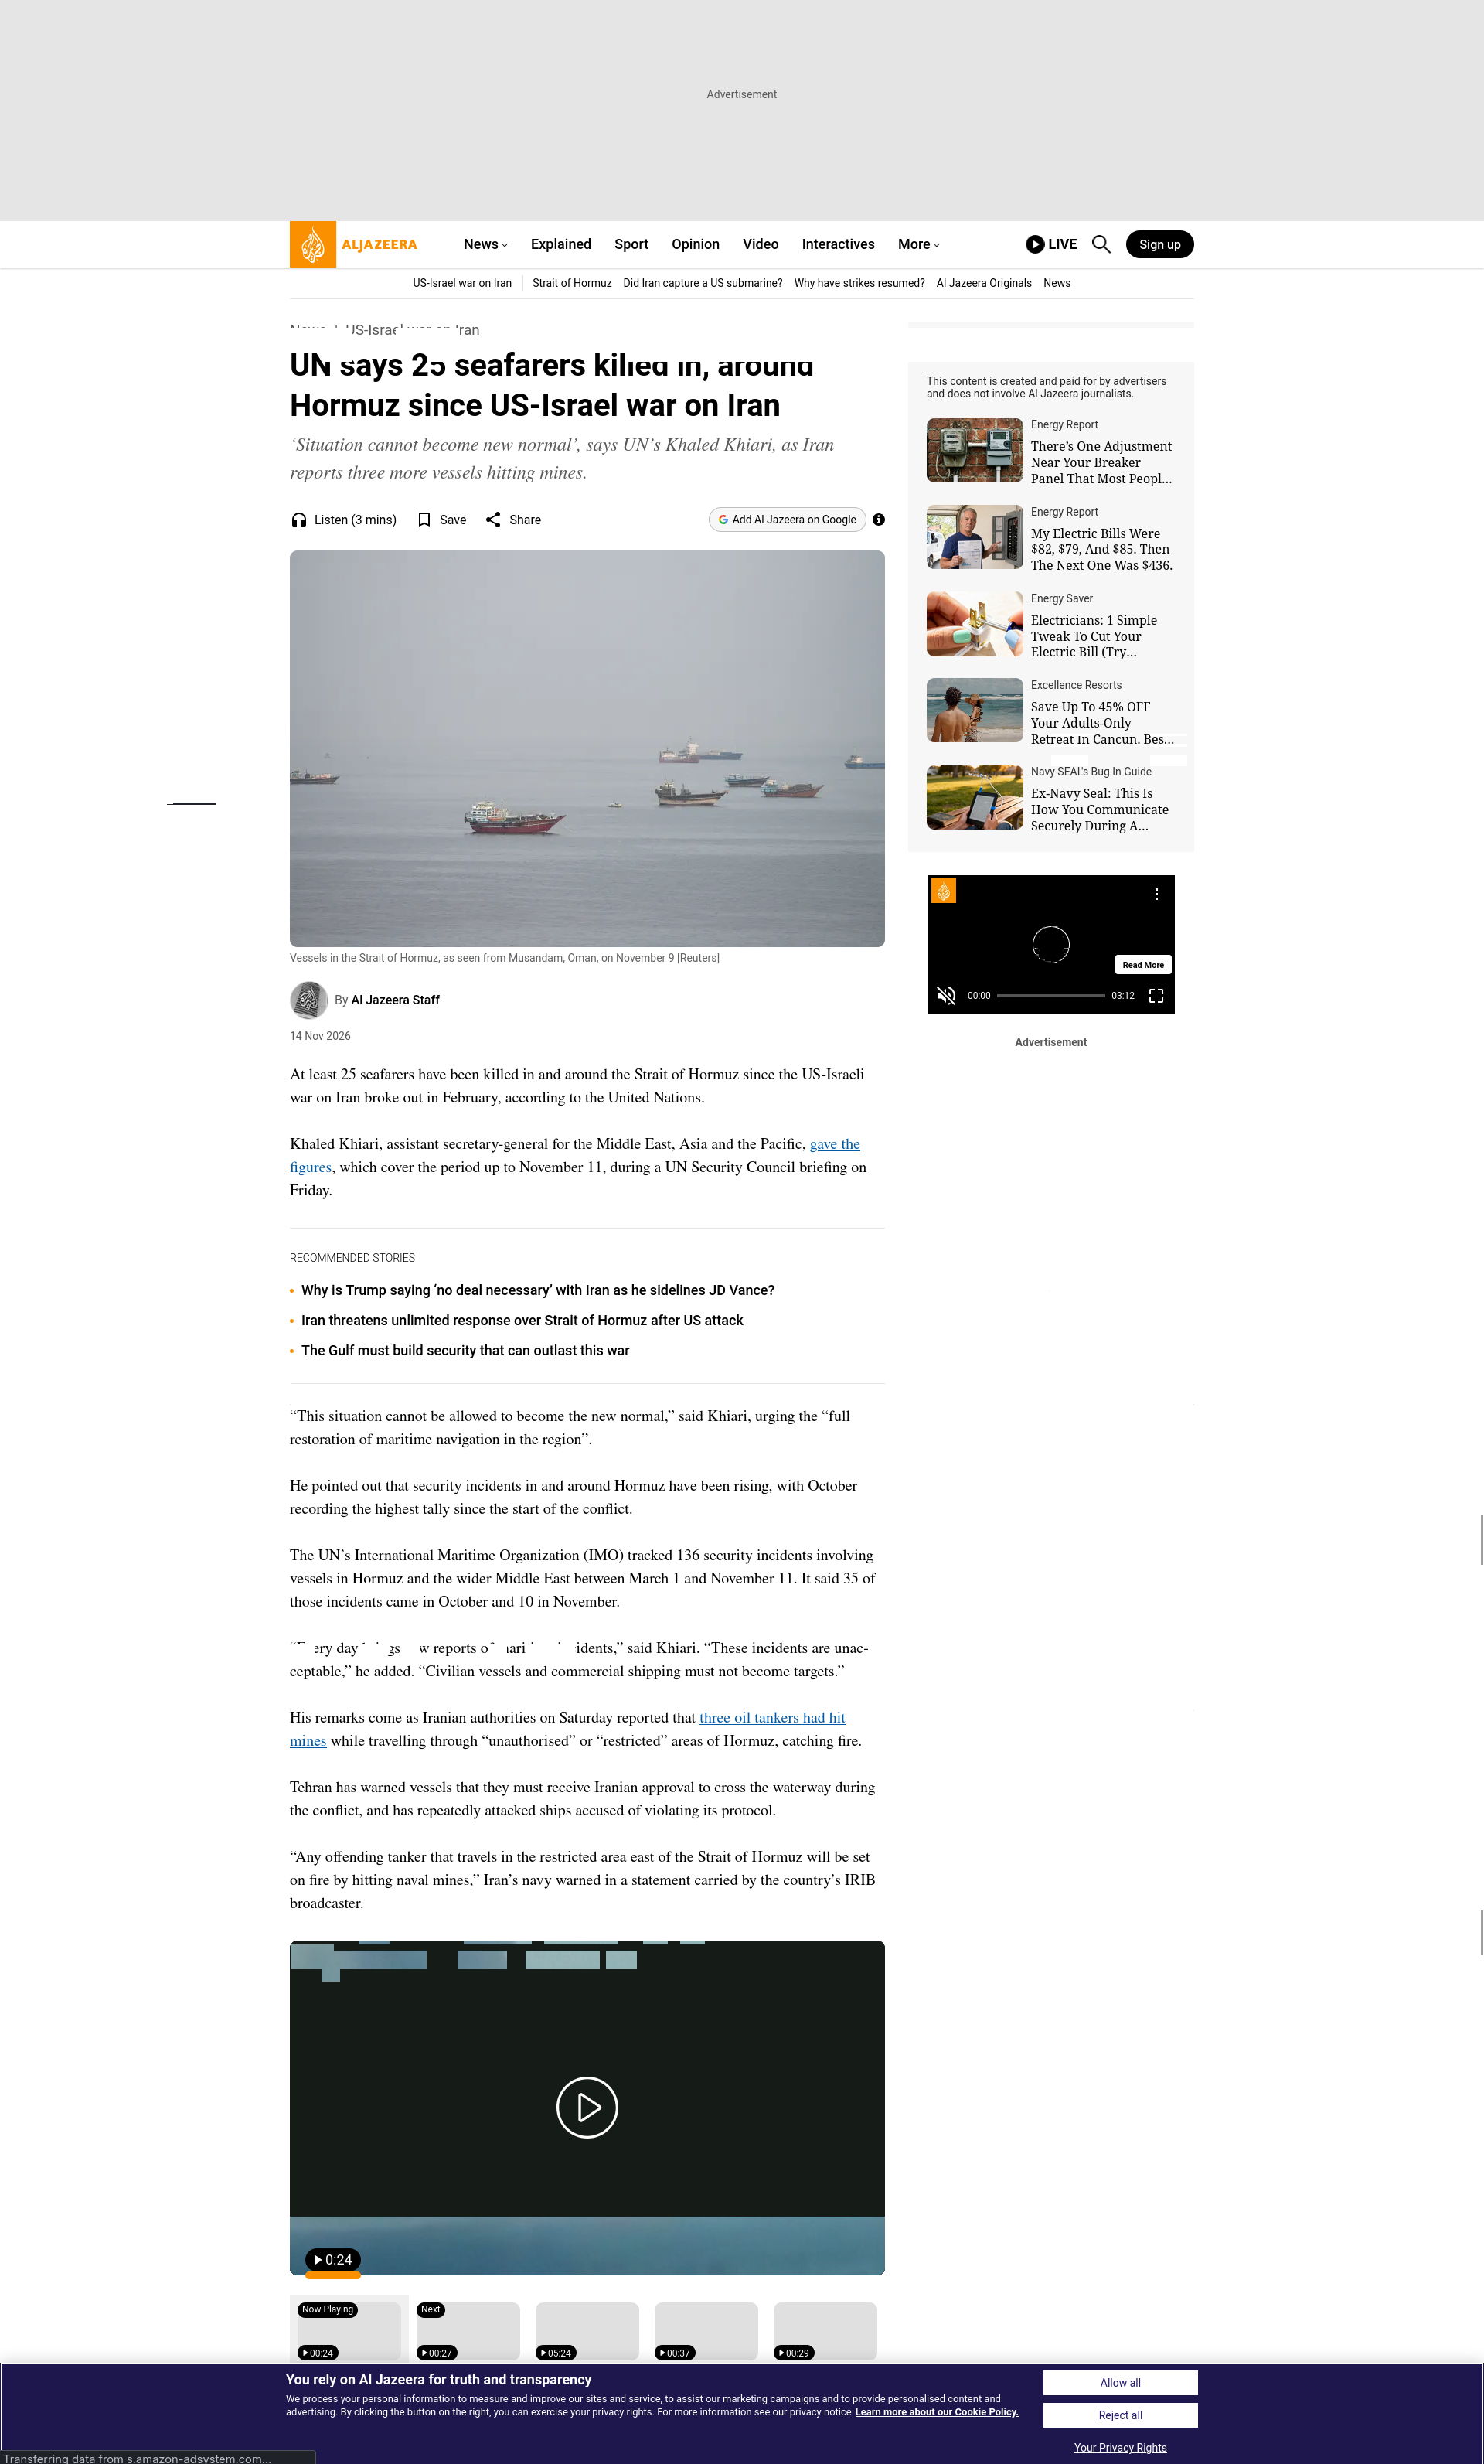 Advertisement
ALJAZEERA
News
Explained
Sport
Opinion
Video
Interactives
More
LIVE
Sign up
US-Israel war on Iran
Strait of Hormuz
Did Iran capture a US submarine?
Why have strikes resumed?
Al Jazeera Originals
News
US-Israel war on Iran
UN says 25 seafarers killed in, around
Hormuz since US-Israel war on Iran
‘Situation cannot become new normal’, says UN’s Khaled Khiari, as Iran
reports three more vessels hitting mines.
Listen (3 mins)
Save
Share
Add Al Jazeera on Google
Vessels in the Strait of Hormuz, as seen from Musandam, Oman, on November 9 [Reuters]
By Al Jazeera Staff
14 Nov 2026
At least 25 seafarers have been killed in and around the Strait of Hormuz since the US-Israeli
war on Iran broke out in February, according to the United Nations.
Khaled Khiari, assistant secretary-general for the Middle East, Asia and the Pacific, gave the
figures, which cover the period up to November 11, during a UN Security Council briefing on
Friday.
RECOMMENDED STORIES
Why is Trump saying ‘no deal necessary’ with Iran as he sidelines JD Vance?
Iran threatens unlimited response over Strait of Hormuz after US attack
The Gulf must build security that can outlast this war
“This situation cannot be allowed to become the new normal,” said Khiari, urging the “full
restoration of maritime navigation in the region”.
He pointed out that security incidents in and around Hormuz have been rising, with October
recording the highest tally since the start of the conflict.
The UN’s International Maritime Organization (IMO) tracked 136 security incidents involving
vessels in Hormuz and the wider Middle East between March 1 and November 11. It said 35 of
those incidents came in October and 10 in November.
“Every day brings new reports of maritime incidents,” said Khiari. “These incidents are unac-
ceptable,” he added. “Civilian vessels and commercial shipping must not become targets.”
His remarks come as Iranian authorities on Saturday reported that three oil tankers had hit
mines while travelling through “unauthorised” or “restricted” areas of Hormuz, catching fire.
Tehran has warned vessels that they must receive Iranian approval to cross the waterway during
the conflict, and has repeatedly attacked ships accused of violating its protocol.
“Any offending tanker that travels in the restricted area east of the Strait of Hormuz will be set
on fire by hitting naval mines,” Iran’s navy warned in a statement carried by the country’s IRIB
broadcaster.
0:24
Now Playing
00:24
Next
00:27
05:24
00:37
00:29
This content is created and paid for by advertisers
and does not involve Al Jazeera journalists.
Energy Report
There’s One Adjustment
Near Your Breaker
Panel That Most Peopl…
Energy Report
My Electric Bills Were
$82, $79, And $85. Then
The Next One Was $436.
Energy Saver
Electricians: 1 Simple
Tweak To Cut Your
Electric Bill (Try…
Excellence Resorts
Save Up To 45% OFF
Your Adults-Only
Retreat In Cancun. Bes…
Navy SEAL's Bug In Guide
Ex-Navy Seal: This Is
How You Communicate
Securely During A…
Read More
00:00
03:12
Advertisement
You rely on Al Jazeera for truth and transparency
We process your personal information to measure and improve our sites and service, to assist our marketing campaigns and to provide personalised content and
advertising. By clicking the button on the right, you can exercise your privacy rights. For more information see our privacy notice Learn more about our Cookie Policy.
Allow all
Reject all
Your Privacy Rights
Transferring data from s.amazon-adsystem.com...